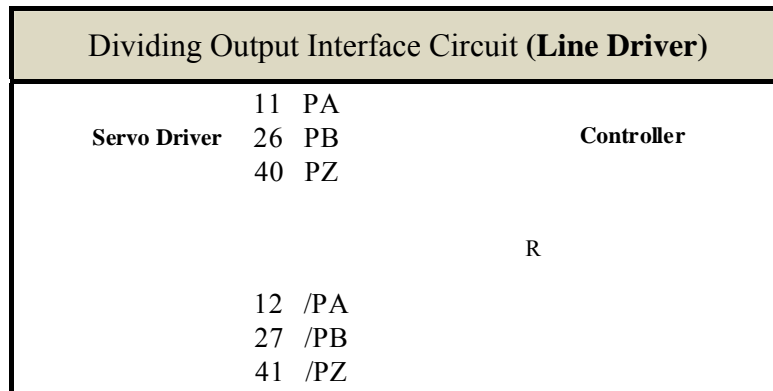 Dividing Output Interface Circuit (Line Driver)
11 PA
Servo Driver 26 PB Controller
40 PZ
R
12 /PA
27 /PB
41 /PZ